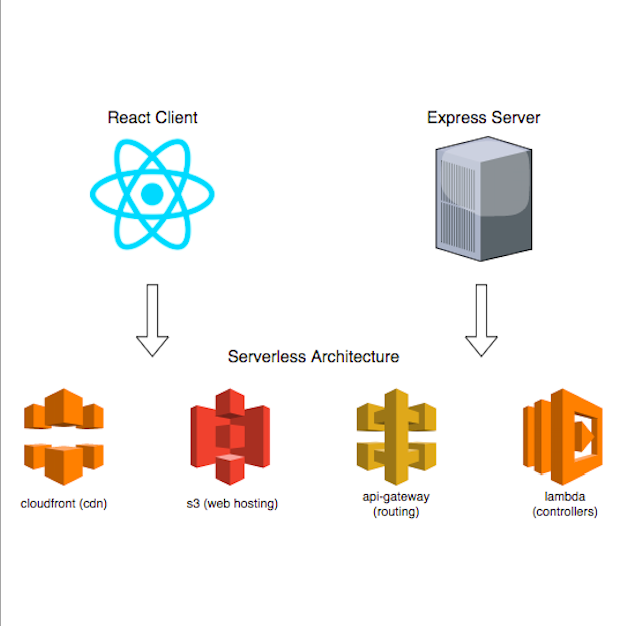 React Client
Express Server
Serverless Architecture
cloudfront (cdn)
s3 (web hosting)
api-gateway
(routing)
lambda
(controllers)